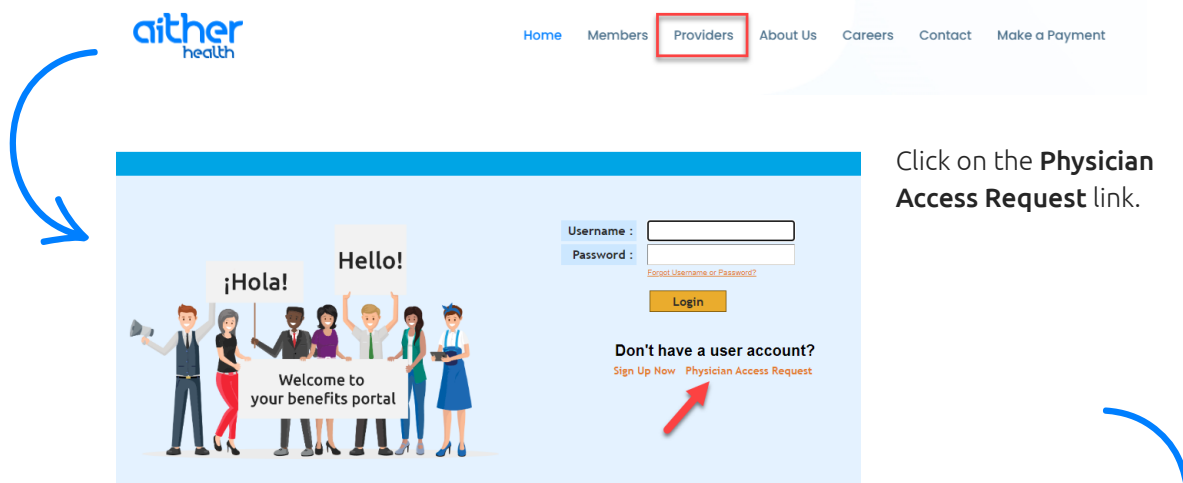 aither
health
Home Members Providers About Us Careers Contact Make a Payment
Click on the Physician
Access Request link.
Username :
Password :
Forgot Username or Password?
Login
¡Hola!
Hello!
Welcome to
your benefits portal
Don't have a user account?
Sign Up Now Physician Access Request